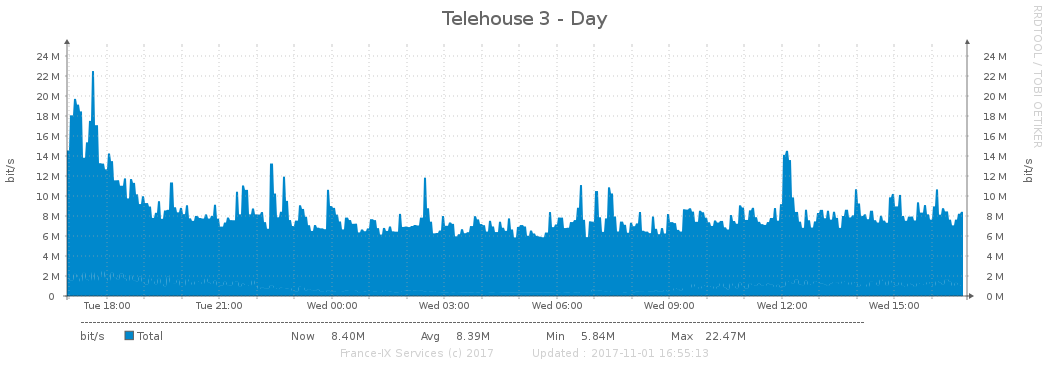 Telehouse 3 - Day
RRDTOOL / TOBI OETIKER
bit/s
24 M 24 M
22 M 22 M
20 M 20 M
18 M 18 M
16 M 16 M
14 M 14 M
12 M 12 M
10 M 10 M
8 M 8 M
6 M 6 M
4 M 4 M
2 M 2 M
0 0 M
bit/s
Tue 18:00 Tue 21:00 Wed 00:00 Wed 03:00 Wed 06:00 Wed 09:00 Wed 12:00 Wed 15:00
bit/s Total Now 8.40M Avg 8.39M Min 5.84M Max 22.47M
France-IX Services (c) 2017 Updated : 2017-11-01 16:55:13